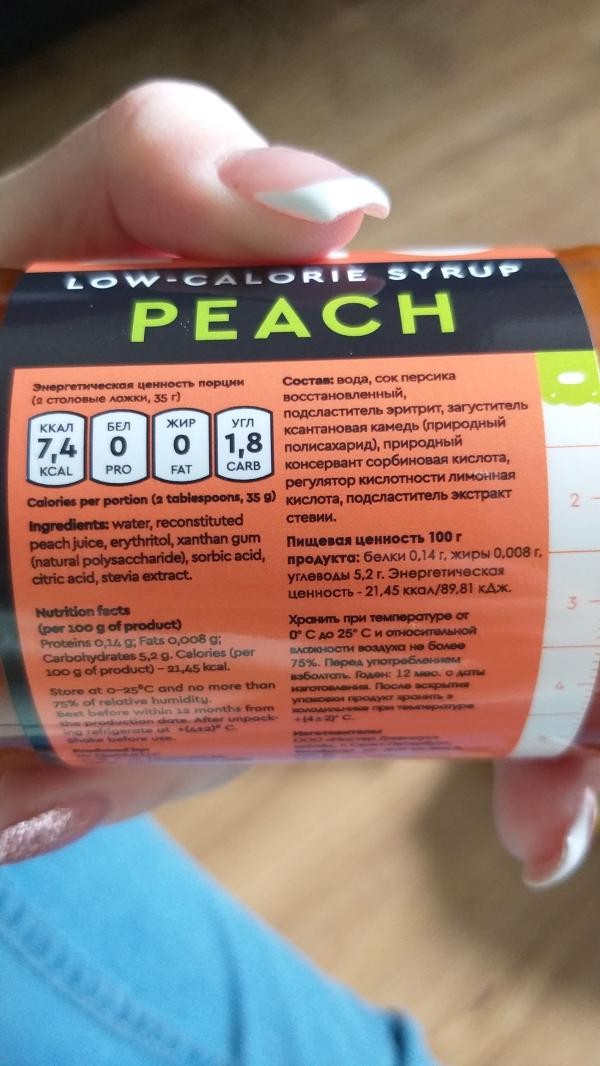 LOW-CALORIE SYRUP
PEACH
Энергетическая ценность порции
(2 столовые ложки, 35 г)
ККАЛ
7,4
KCAL
БЕЛ
0
PRO
ЖИР
0
FAT
УГЛ
1,8
CARB
Calories per portion (2 tablespoons, 35 g)
Ingredients: water, reconstituted
peach juice, erythritol, xanthan gum
(natural polysaccharide), sorbic acid,
citric acid, stevia extract.
Nutrition facts
(per 100 g of product)
Proteins 0,14 g; Fats 0,008 g;
Carbohydrates 5,2 g. Calories (per
100 g of product) – 21,45 kcal.
Store at 0-25°C and no more than
75% of relative humidity.
Best before within 12 months from
the production date. After unpack-
ing refrigerate at +(4±2)° C.
Shake before use.
Produced by:
Состав: вода, сок персика
восстановленный,
подсластитель эритрит, загуститель
ксантановая камедь (природный
полисахарид), природный
консервант сорбиновая кислота,
регулятор кислотности лимонная
кислота, подсластитель экстракт
стевии.
Пищевая ценность 100 г
продукта: белки 0,14 г, жиры 0,008 г,
углеводы 5,2 г. Энергетическая
ценность - 21,45 ккал/89,81 кДж.
Хранить при температуре от
0° С до 25° С и относительной
влажности воздуха не более
75%. Перед употреблением
взболтать. Годен: 12 мес. с даты
изготовления. После вскрытия
упаковки продукт хранить в
холодильнике при температуре
+(4±2)° С.
Изготовитель:
2
3
4